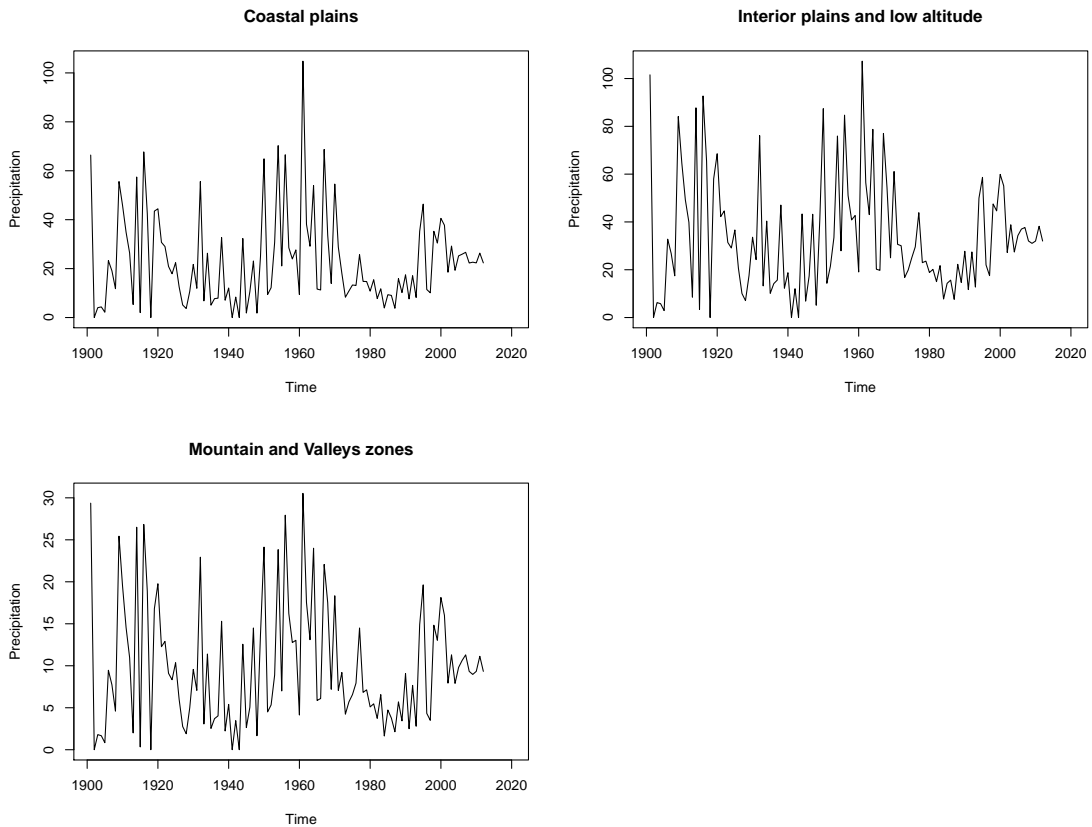 Coastal plains
Precipitation
0 20 40 60 80 100
1900 1920 1940 1960 1980 2000 2020
Time
Interior plains and low altitude
Precipitation
0 20 40 60 80 100
1900 1920 1940 1960 1980 2000 2020
Time
Mountain and Valleys zones
Precipitation
0 5 10 15 20 25 30
1900 1920 1940 1960 1980 2000 2020
Time